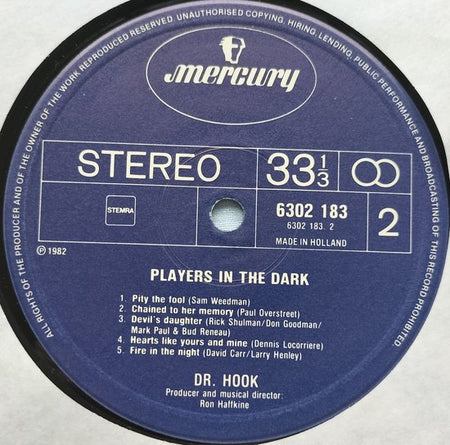 ALL RIGHTS OF THE PRODUCER AND OF THE OWNER OF THE WORK REPRODUCED RESERVED. UNAUTHORISED COPYING, HIRING, LENDING, PUBLIC PERFORMANCE AND BROADCASTING OF THIS RECORD PROHIBITED
mercury
STEREO
33 1/3
STEMRA
6302 183
6302 183. 2
MADE IN HOLLAND
2
℗ 1982
PLAYERS IN THE DARK
1. Pity the fool (Sam Weedman)
2. Chained to her memory (Paul Overstreet)
3. Devil's daughter (Rick Shulman/Don Goodman/
Mark Paul & Bud Reneau)
4. Hearts like yours and mine (Dennis Locorriere)
5. Fire in the night (David Carr/Larry Henley)
DR. HOOK
Producer and musical director:
Ron Haffkine